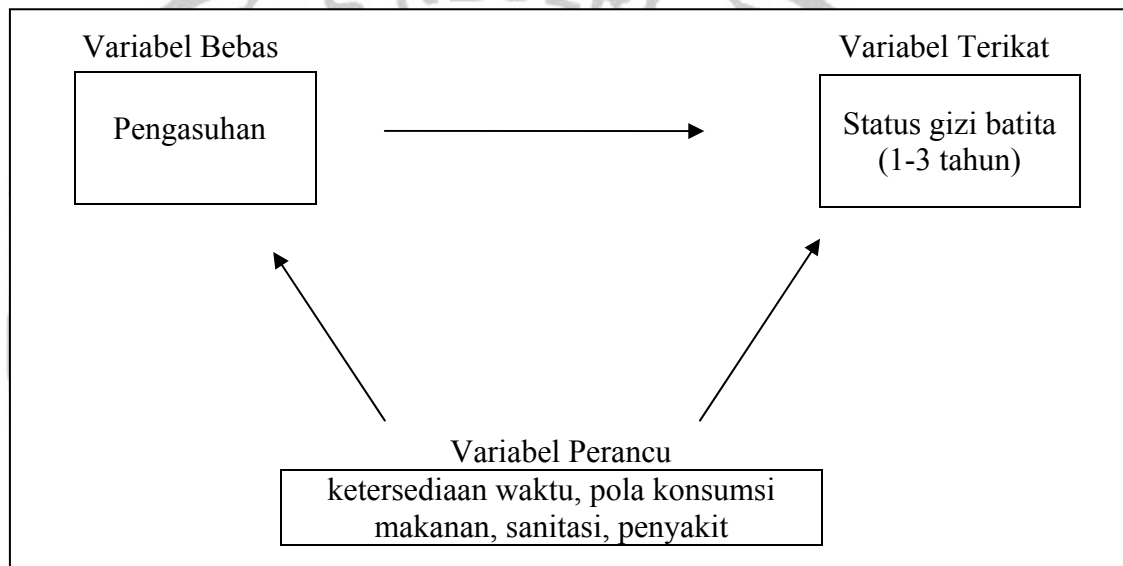 Variabel Bebas
Variabel Terikat
Pengasuhan
Status gizi batita
(1-3 tahun)
Variabel Perancu
ketersediaan waktu, pola konsumsi
makanan, sanitasi, penyakit